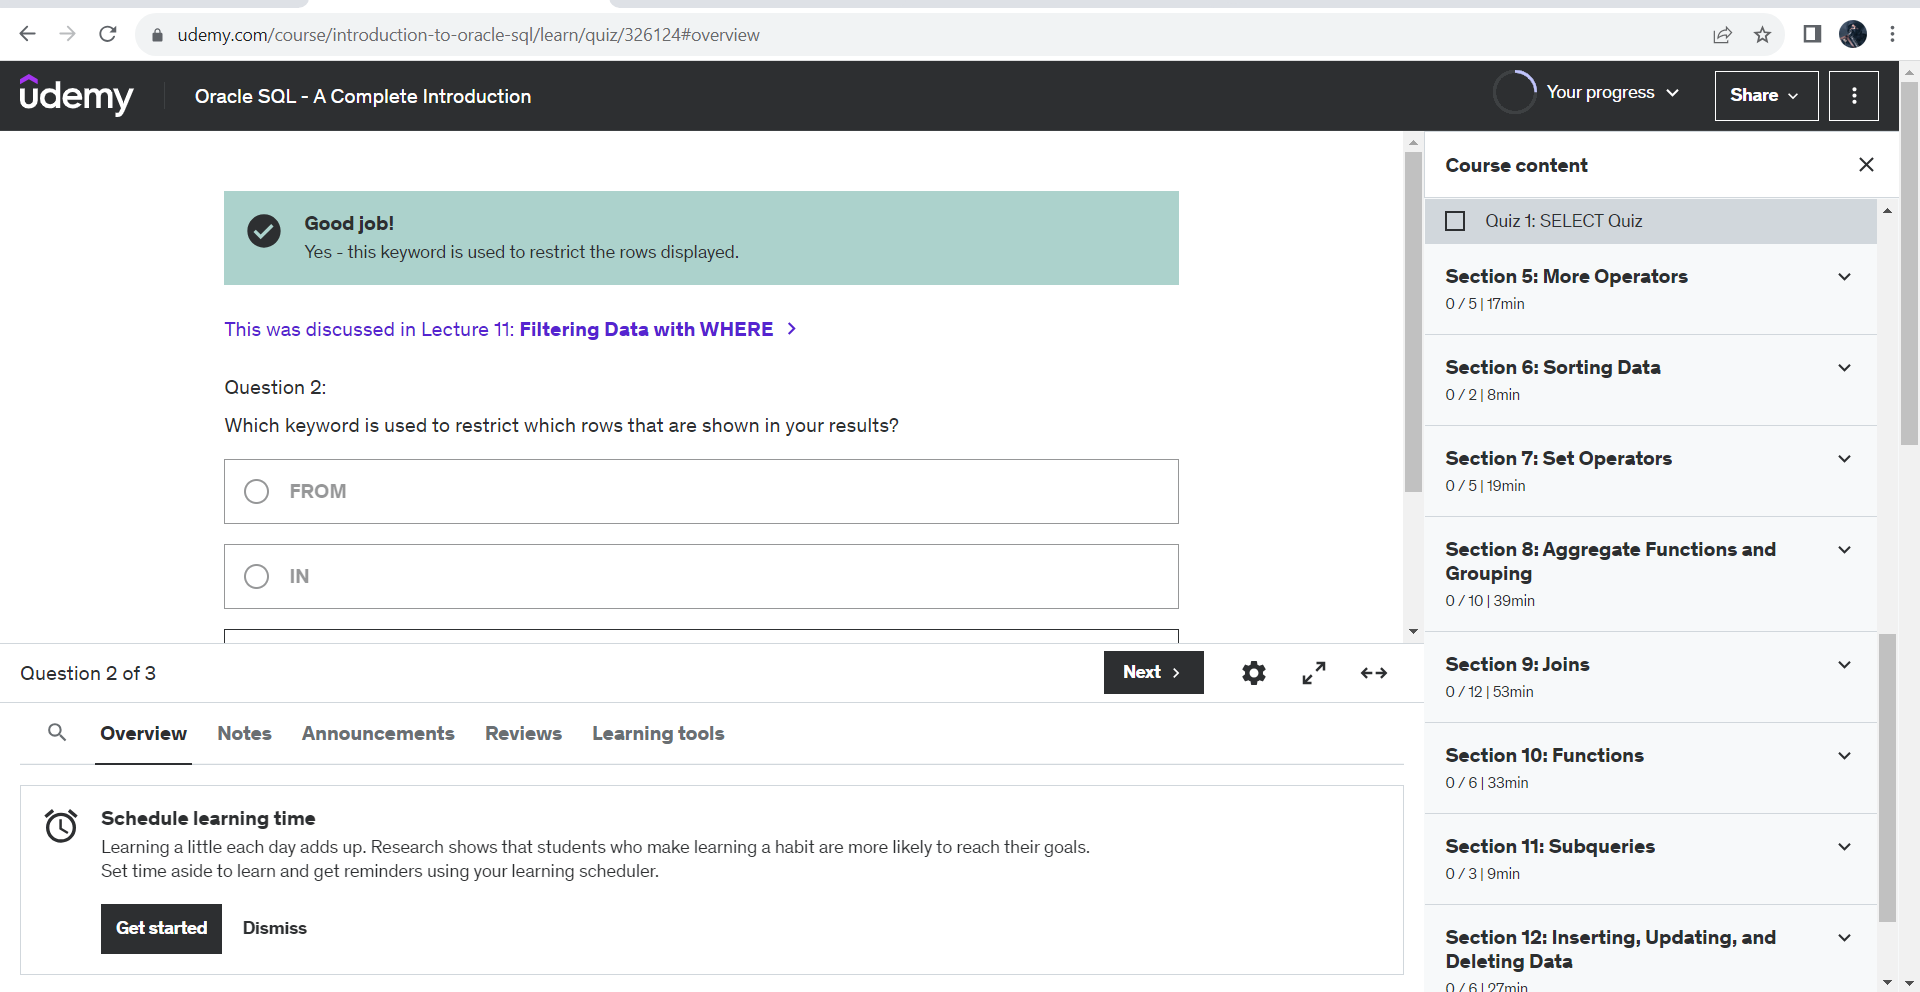 udemy.com/course/introduction-to-oracle-sql/learn/quiz/326124#overview
udemy
Oracle SQL - A Complete Introduction
Your progress
Share
Good job!
Yes - this keyword is used to restrict the rows displayed.
This was discussed in Lecture 11: Filtering Data with WHERE
Question 2:
Which keyword is used to restrict which rows that are shown in your results?
FROM
IN
Question 2 of 3
Next
Overview
Notes
Announcements
Reviews
Learning tools
Schedule learning time
Learning a little each day adds up. Research shows that students who make learning a habit are more likely to reach their goals.
Set time aside to learn and get reminders using your learning scheduler.
Get started
Dismiss
Course content
Quiz 1: SELECT Quiz
Section 5: More Operators
0 / 5 | 17min
Section 6: Sorting Data
0 / 2 | 8min
Section 7: Set Operators
0 / 5 | 19min
Section 8: Aggregate Functions and
Grouping
0 / 10 | 39min
Section 9: Joins
0 / 12 | 53min
Section 10: Functions
0 / 6 | 33min
Section 11: Subqueries
0 / 3 | 9min
Section 12: Inserting, Updating, and
Deleting Data
0 / 6 | 27min